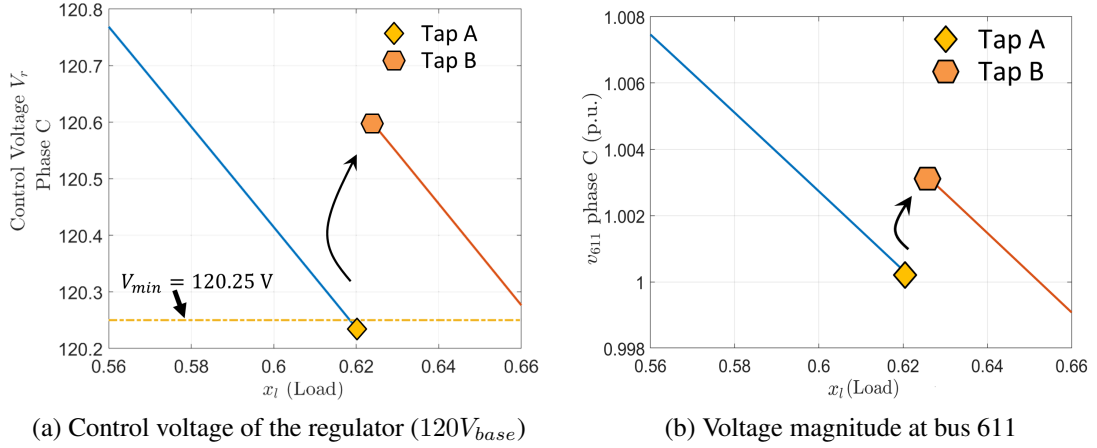 120.8
120.7
120.6
120.5
120.4
120.3
120.2
0.56
0.58
0.6
0.62
0.64
0.66
Control Voltage V_r
Phase C
x_l (Load)
Tap A
Tap B
V_min = 120.25 V
(a) Control voltage of the regulator (120V_base)
1.008
1.006
1.004
1.002
1
0.998
0.56
0.58
0.6
0.62
0.64
0.66
v_611 phase C (p.u.)
x_l(Load)
Tap A
Tap B
(b) Voltage magnitude at bus 611